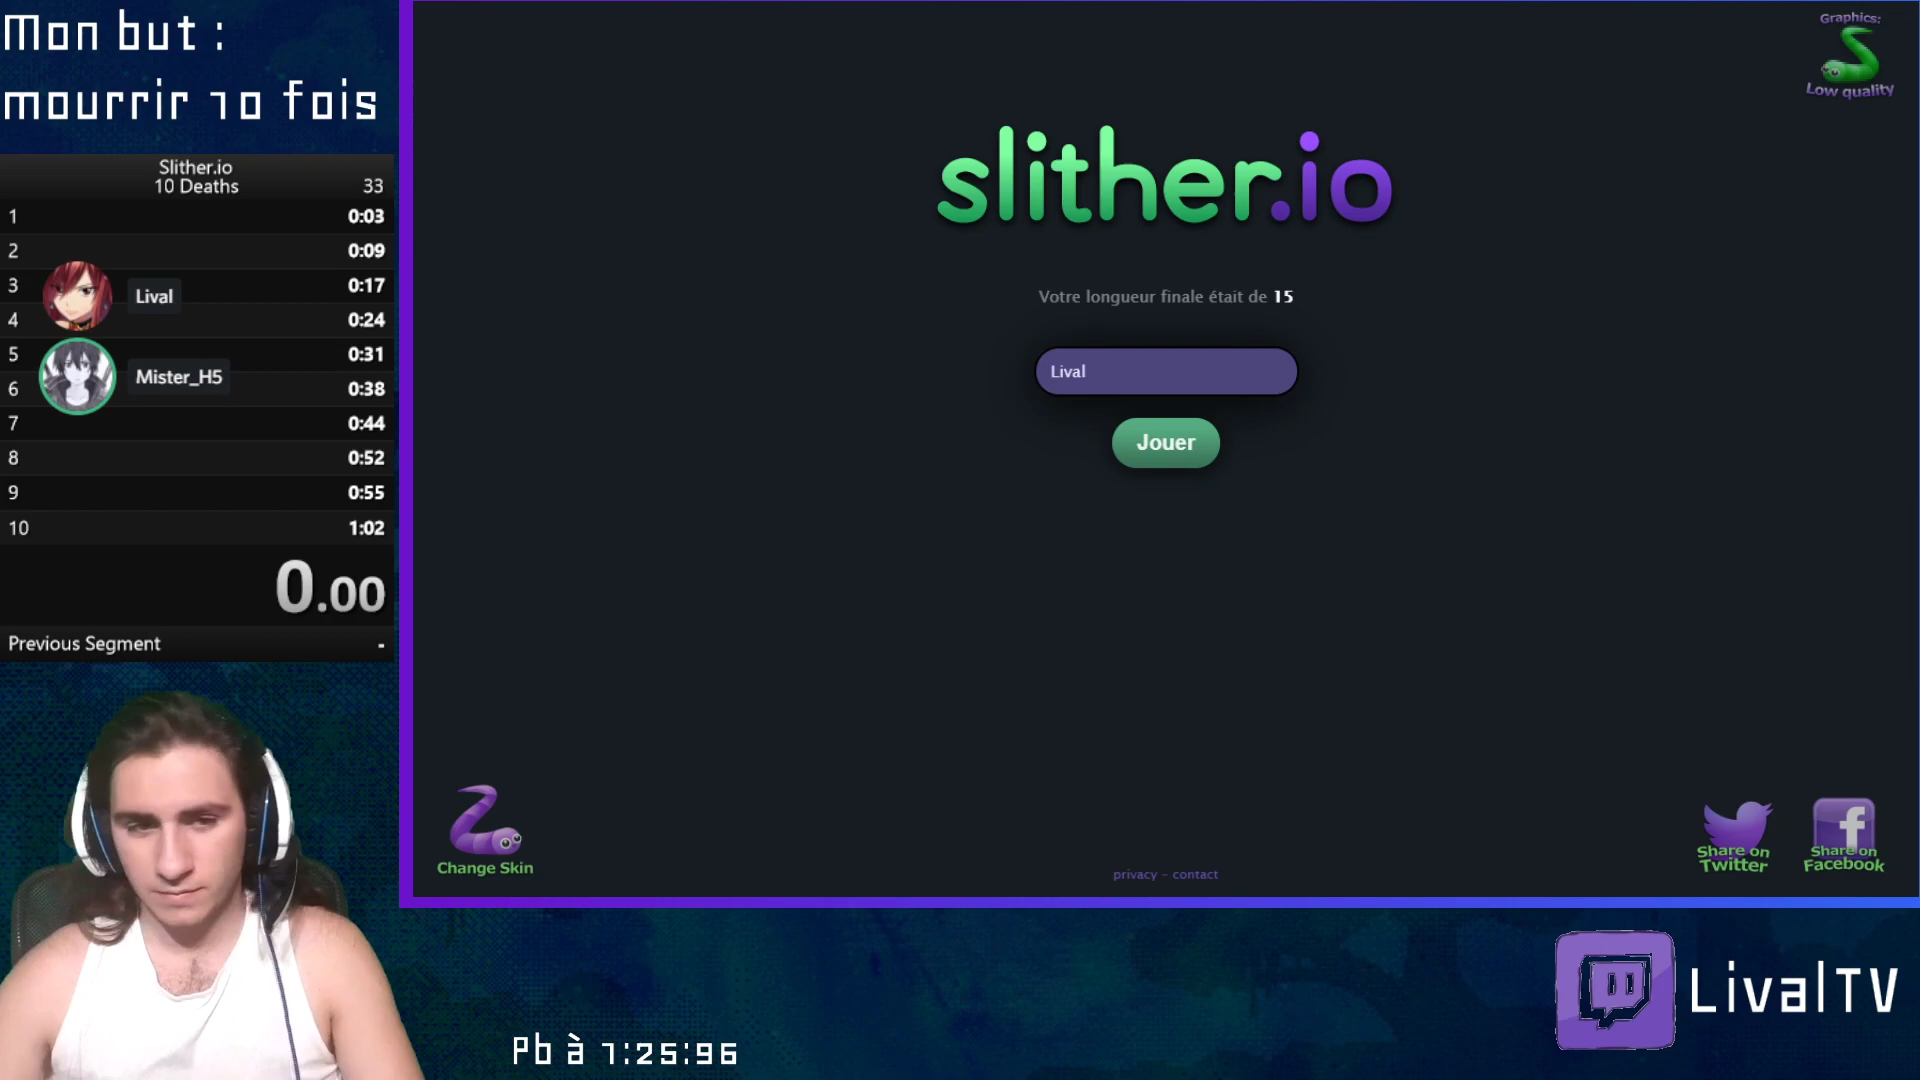 Mon but :
mourrir 10 fois
Slither.io
10 Deaths 33
1 0:03
2 0:09
3 0:17
Lival
4 0:24
5 0:31
Mister_H5
6 0:38
7 0:44
8 0:52
9 0:55
10 1:02
0.00
Previous Segment -
Graphics:
Low quality
slither.io
Votre longueur finale était de 15
Lival
Jouer
Change Skin
privacy - contact
Share on
Twitter
Share on
Facebook
Pb à 1:25:96
LivalTV